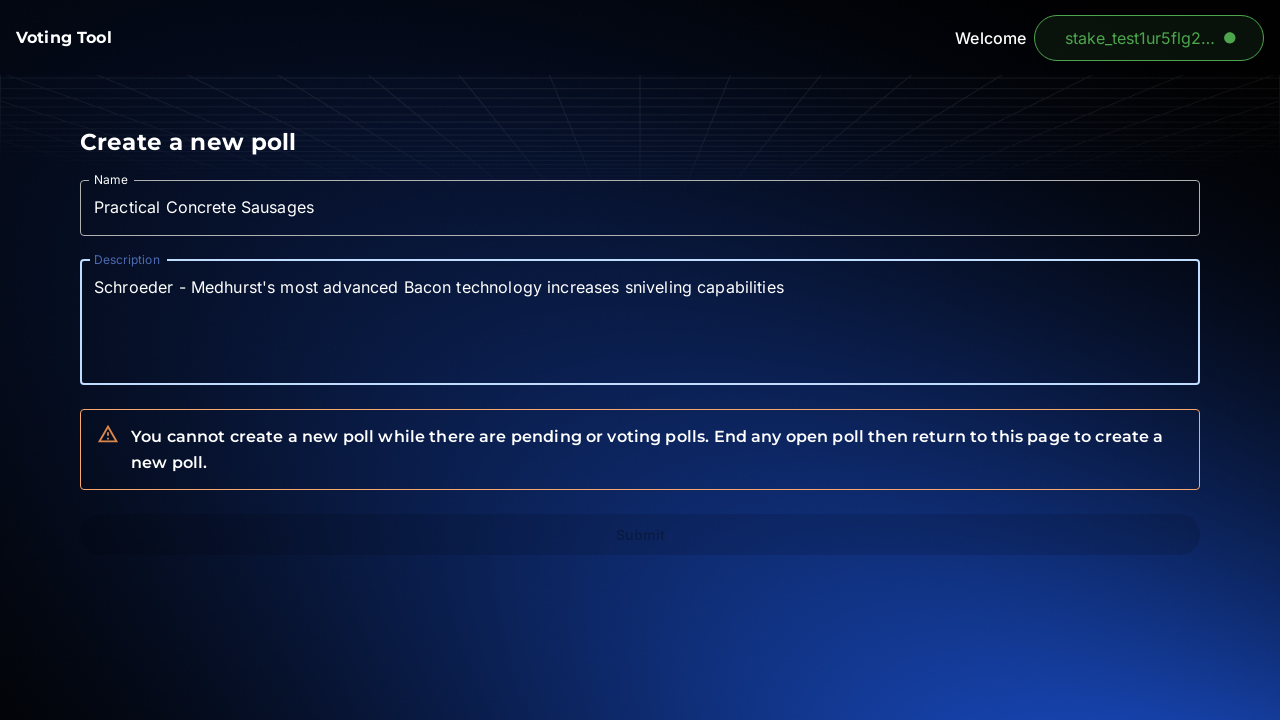 Voting Tool
Welcome
stake_test1ur5flg2...
Create a new poll
Name
Practical Concrete Sausages
Description
Schroeder - Medhurst's most advanced Bacon technology increases sniveling capabilities
You cannot create a new poll while there are pending or voting polls. End any open poll then return to this page to create a
new poll.
Submit